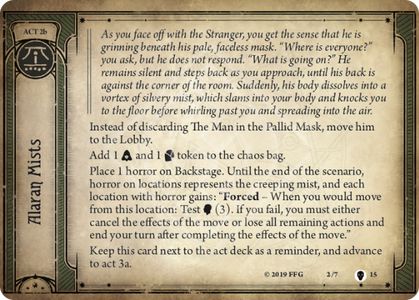 ACT 2b
Alaran Mists
As you face off with the Stranger, you get the sense that he is
grinning beneath his pale, faceless mask. “Where is everyone?”
you ask, but he does not respond. “What is going on?” He
remains silent and steps back as you approach, until his back is
against the corner of the room. Suddenly, his body dissolves into a
vortex of silvery mist, which slams into your body and knocks you
to the floor before whirling past you and spreading into the air.
Instead of discarding The Man in the Pallid Mask, move him
to the Lobby.
Add 1 and 1 token to the chaos bag.
Place 1 horror on Backstage. Until the end of the scenario,
horror on locations represents the creeping mist, and each
location with horror gains: “Forced – When you would move
from this location: Test (3). If you fail, you must either
cancel the effects of the move or lose all remaining actions and
end your turn after completing the effects of the move.”
Keep this card next to the act deck as a reminder, and advance
to act 3a.
© 2019 FFG 2/7 15